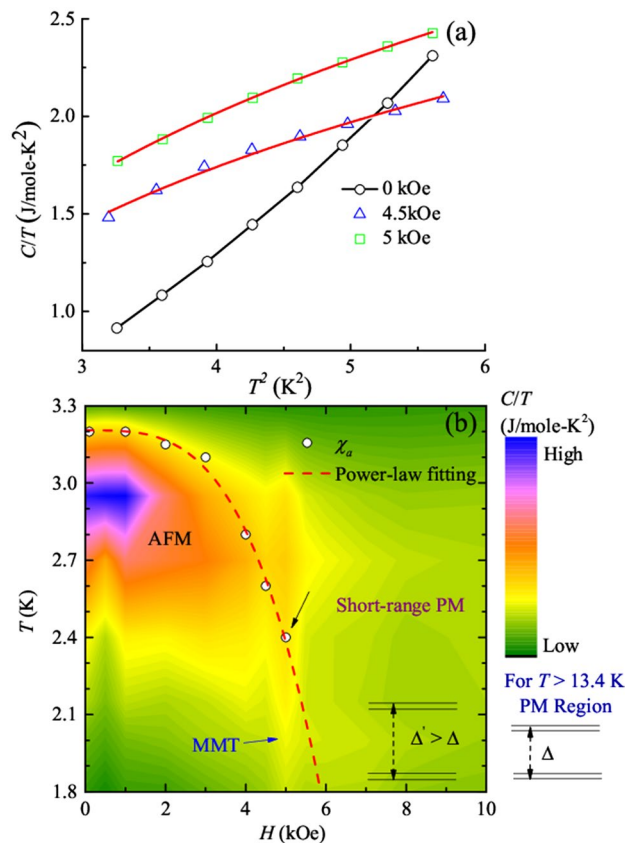 (a)
2.5
2.0
1.5
1.0
C/T (J/mole-K²)
0 kOe
4.5kOe
5 kOe
3 4 5 6
T² (K²)
(b)
3.3
3.0
2.7
2.4
2.1
1.8
T (K)
χa
Power-law fitting
AFM
Short-range PM
MMT
Δ' > Δ
0 2 4 6 8 10
H (kOe)
C/T
(J/mole-K²)
High
Low
For T > 13.4 K
PM Region
Δ